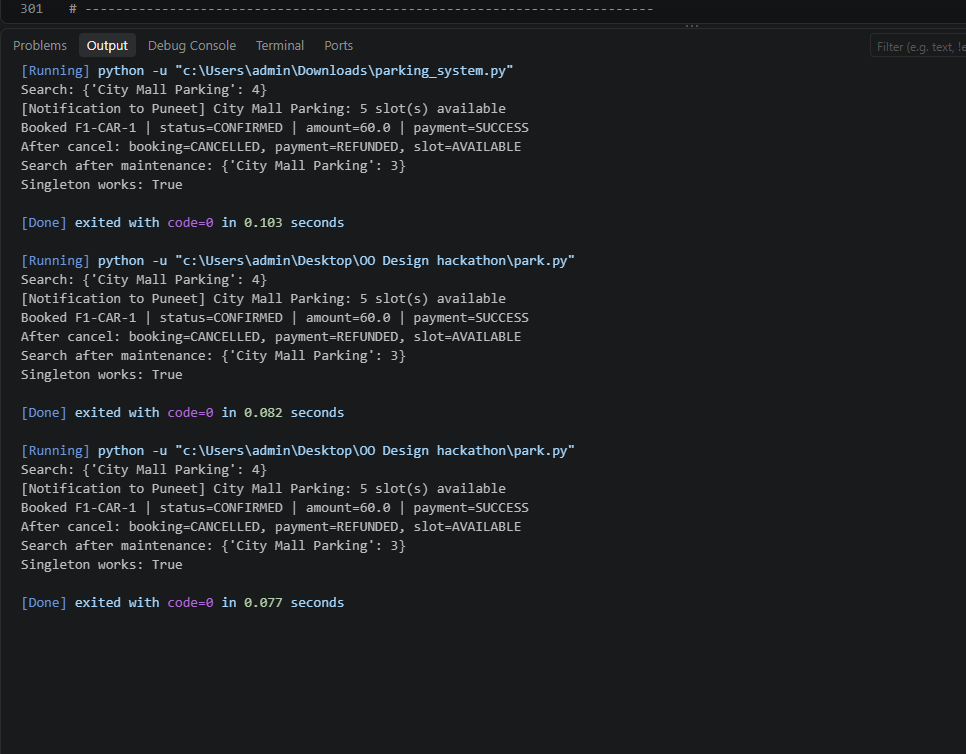 301 # --------------------------------------------------------------------------
Problems Output Debug Console Terminal Ports Filter (e.g. text, !e
[Running] python -u "c:\Users\admin\Downloads\parking_system.py"
Search: {'City Mall Parking': 4}
[Notification to Puneet] City Mall Parking: 5 slot(s) available
Booked F1-CAR-1 | status=CONFIRMED | amount=60.0 | payment=SUCCESS
After cancel: booking=CANCELLED, payment=REFUNDED, slot=AVAILABLE
Search after maintenance: {'City Mall Parking': 3}
Singleton works: True
[Done] exited with code=0 in 0.103 seconds
[Running] python -u "c:\Users\admin\Desktop\OO Design hackathon\park.py"
Search: {'City Mall Parking': 4}
[Notification to Puneet] City Mall Parking: 5 slot(s) available
Booked F1-CAR-1 | status=CONFIRMED | amount=60.0 | payment=SUCCESS
After cancel: booking=CANCELLED, payment=REFUNDED, slot=AVAILABLE
Search after maintenance: {'City Mall Parking': 3}
Singleton works: True
[Done] exited with code=0 in 0.082 seconds
[Running] python -u "c:\Users\admin\Desktop\OO Design hackathon\park.py"
Search: {'City Mall Parking': 4}
[Notification to Puneet] City Mall Parking: 5 slot(s) available
Booked F1-CAR-1 | status=CONFIRMED | amount=60.0 | payment=SUCCESS
After cancel: booking=CANCELLED, payment=REFUNDED, slot=AVAILABLE
Search after maintenance: {'City Mall Parking': 3}
Singleton works: True
[Done] exited with code=0 in 0.077 seconds